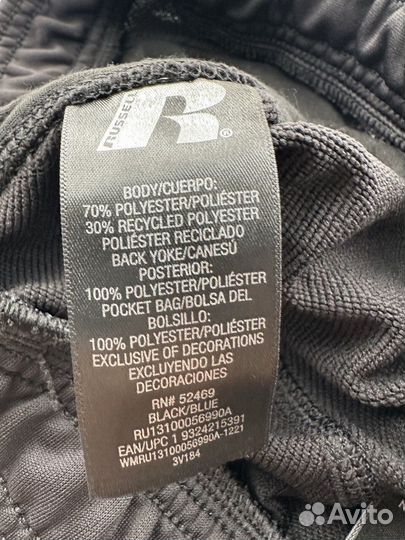 RUSSELL
R
®
BODY/CUERPO:
70% POLYESTER/POLIÉSTER
30% RECYCLED POLYESTER/
POLIÉSTER RECICLADO
BACK YOKE/CANESÚ
POSTERIOR:
100% POLYESTER/POLIÉSTER
POCKET BAG/BOLSA DEL
BOLSILLO:
100% POLYESTER/POLIÉSTER
EXCLUSIVE OF DECORATIONS
EXCLUYENDO LAS
DECORACIONES
RN# 52469
BLACK/BLUE
RU13100056990A
EAN/UPC 1 9324215391
WMRU13100056990A-1221
3V184
Avito